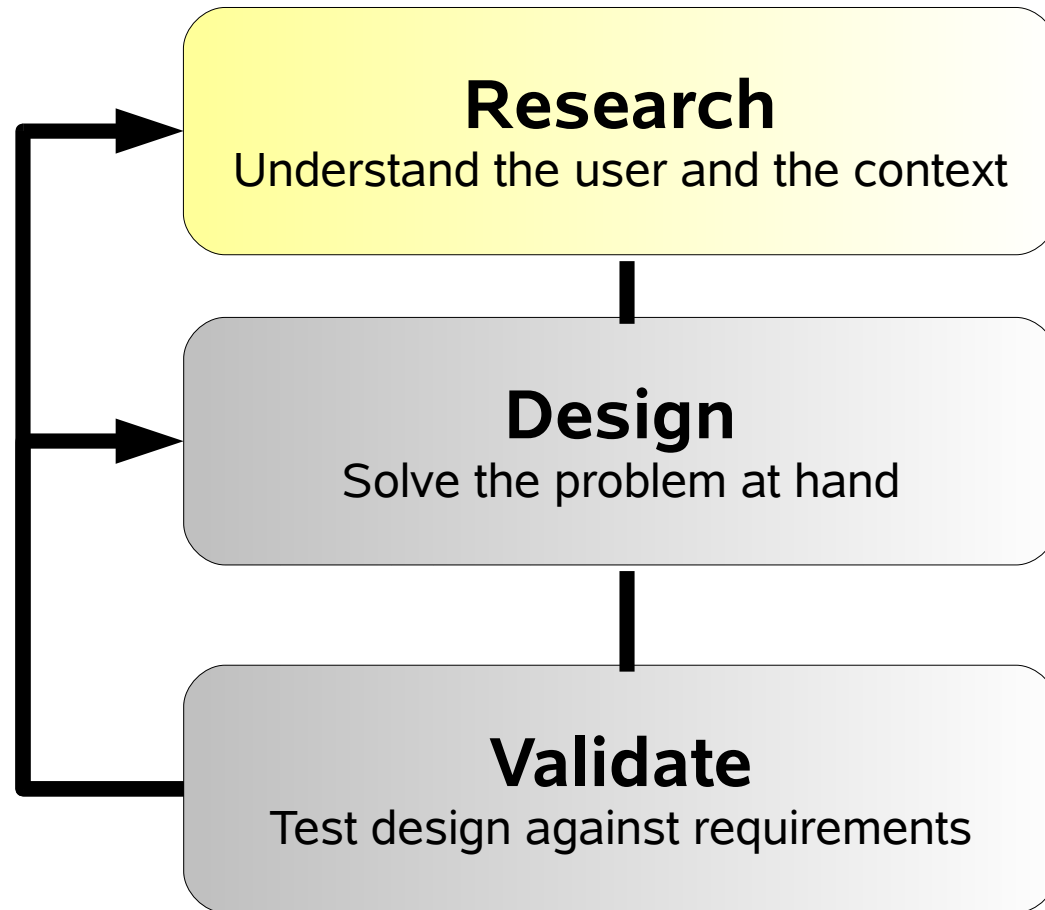 Research
Understand the user and the context
Design
Solve the problem at hand
Validate
Test design against requirements